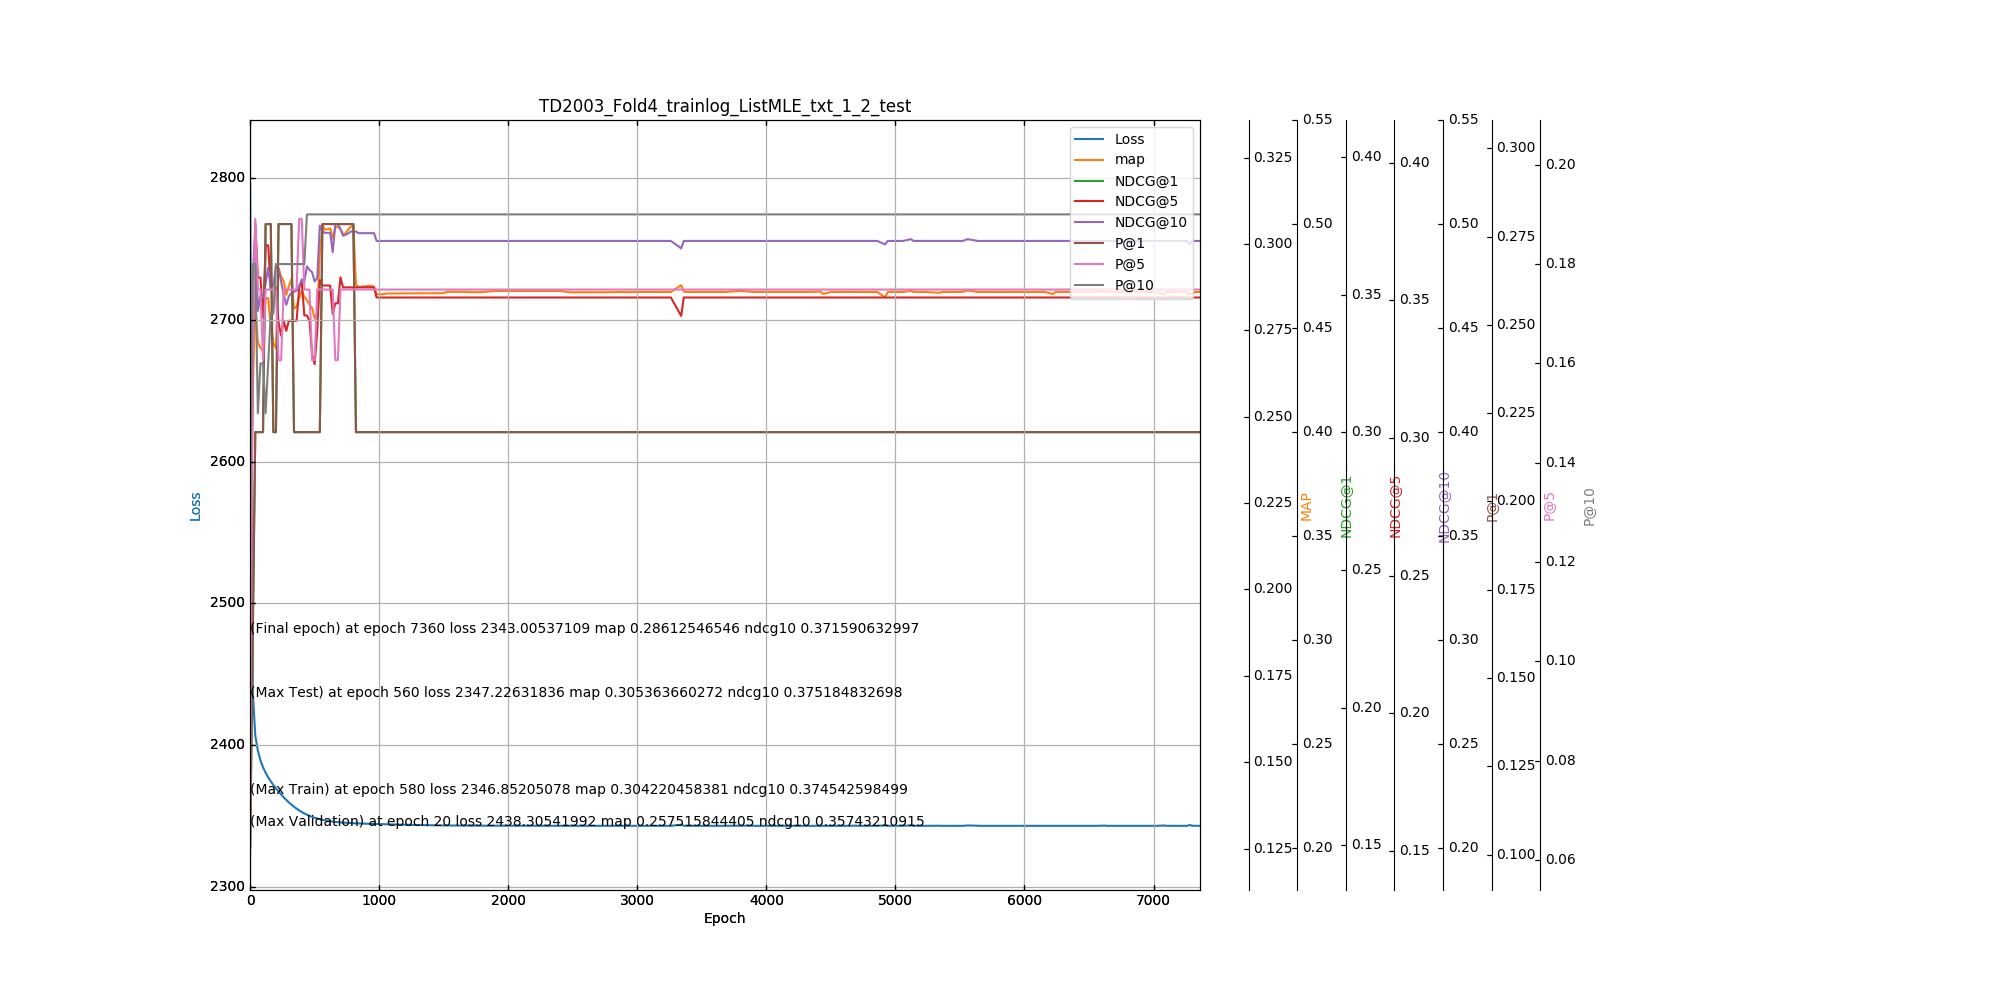 TD2003_Fold4_trainlog_ListMLE_txt_1_2_test
Loss
map
NDCG@1
NDCG@5
NDCG@10
P@1
P@5
P@10
2800
2700
2600
2500
2400
2300
Loss
(Final epoch) at epoch 7360 loss 2343.00537109 map 0.28612546546 ndcg10 0.371590632997
(Max Test) at epoch 560 loss 2347.22631836 map 0.305363660272 ndcg10 0.375184832698
(Max Train) at epoch 580 loss 2346.85205078 map 0.304220458381 ndcg10 0.374542598499
(Max Validation) at epoch 20 loss 2438.30541992 map 0.257515844405 ndcg10 0.35743210915
0 1000 2000 3000 4000 5000 6000 7000
Epoch
0.325
0.300
0.275
0.250
0.225
0.200
0.175
0.150
0.125
MAP
0.55
0.50
0.45
0.40
0.35
0.30
0.25
0.20
NDCG@1
0.40
0.35
0.30
0.25
0.20
0.15
NDCG@5
0.40
0.35
0.30
0.25
0.20
0.15
NDCG@10
0.55
0.50
0.45
0.40
0.35
0.30
0.25
0.20
P@1
0.300
0.275
0.250
0.225
0.200
0.175
0.150
0.125
0.100
P@5
0.20
0.18
0.16
0.14
0.12
0.10
0.08
0.06
P@10